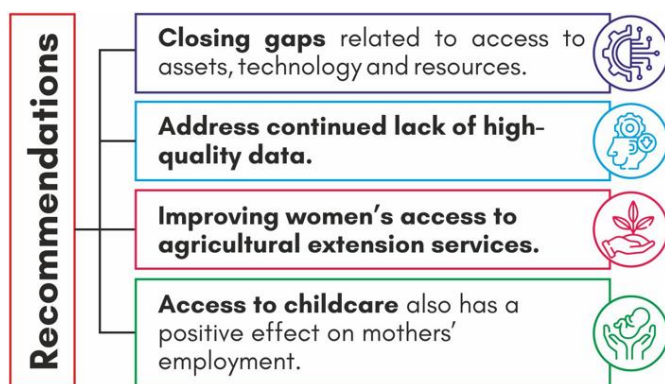 Recommendations
Closing gaps related to access to
assets, technology and resources.
Address continued lack of high-
quality data.
Improving women's access to
agricultural extension services.
Access to childcare also has a
positive effect on mothers'
employment.